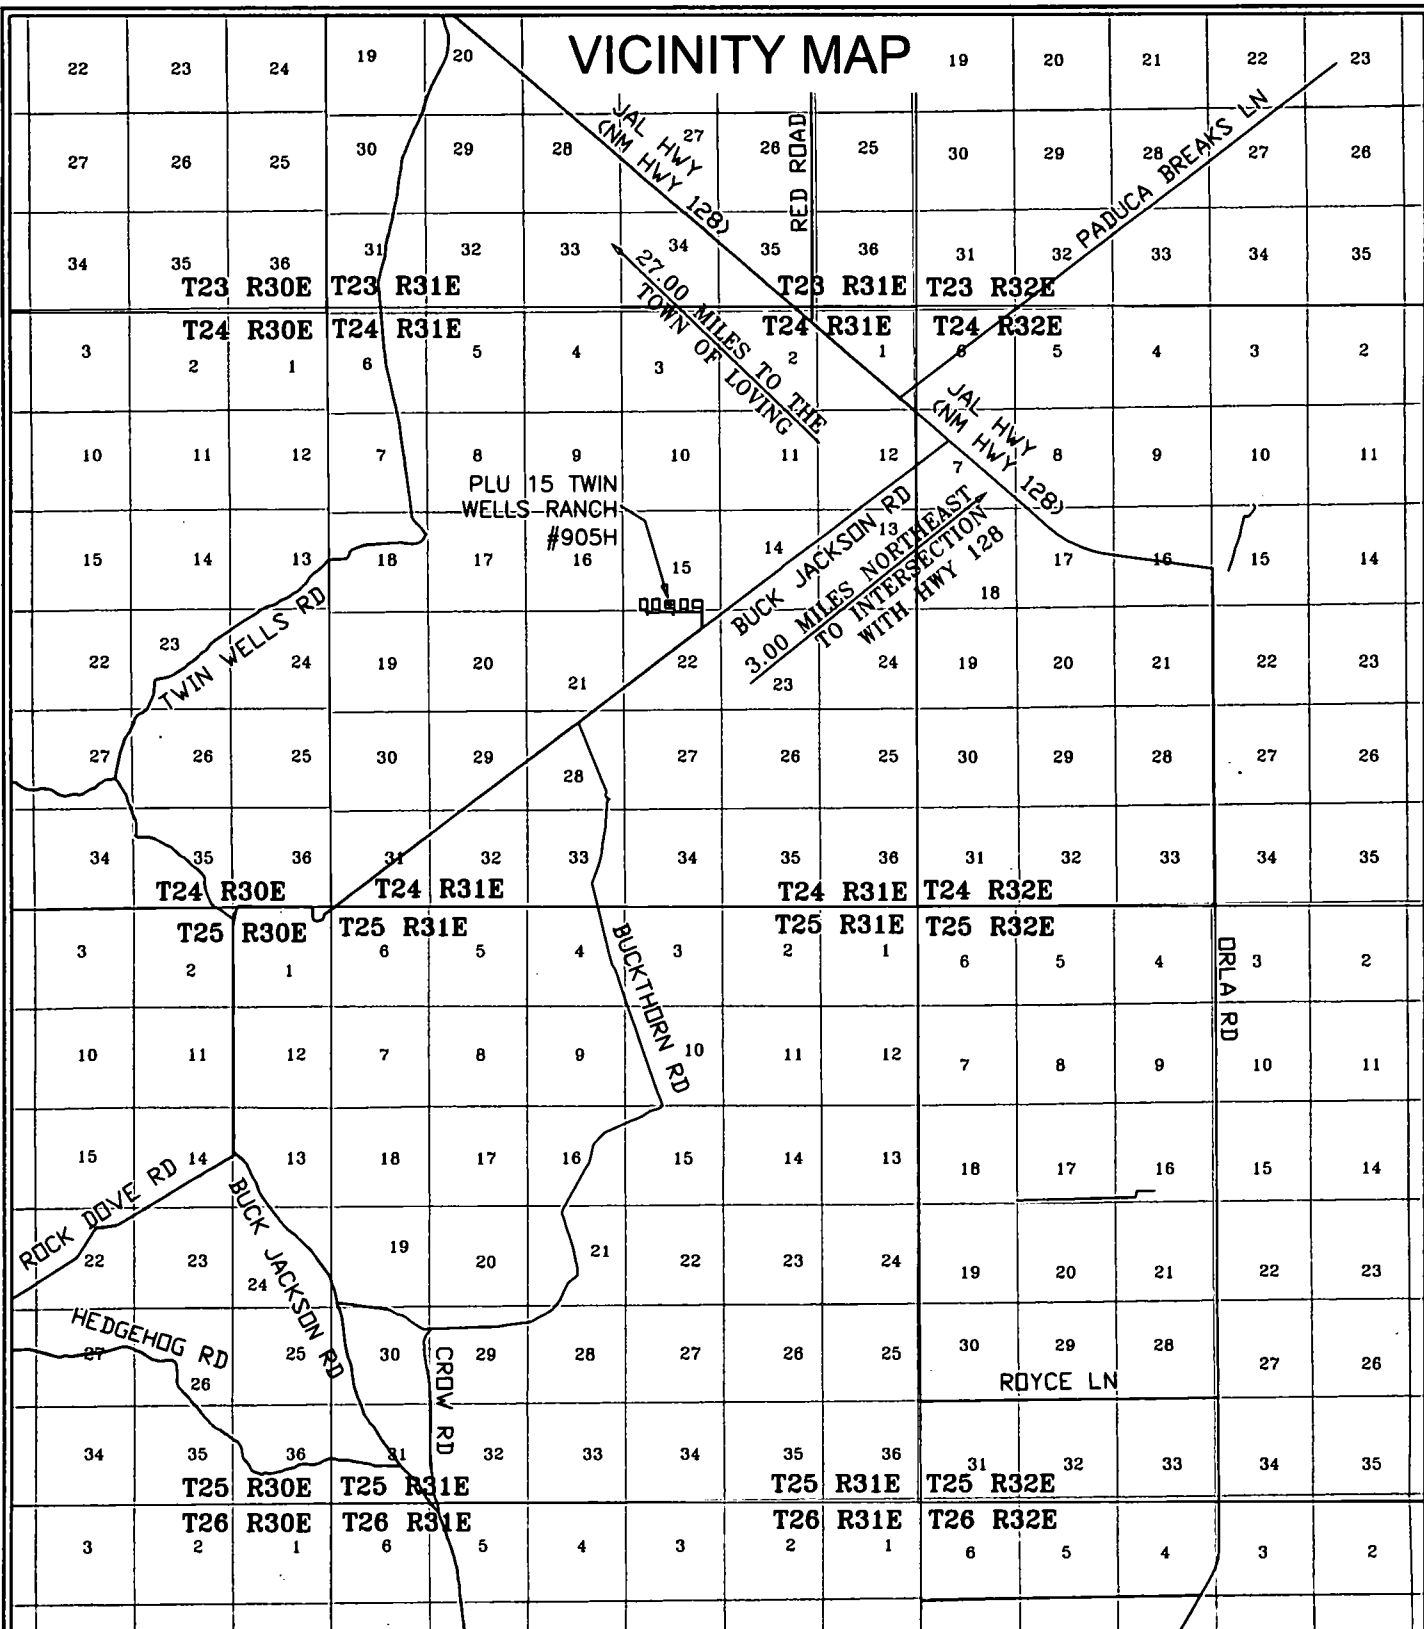 VICINITY MAP
22 23 24 19 20 19 20 21 22 23
JAL HWY
(NM HWY 128)
RED ROAD
PADUCA BREAKS LN
27 26 25 30 29 28 27 26 25 30 29 28 27 26
34 35 36 31 32 33 34 35 36 31 32 33 34 35
T23 R30E T23 R31E T23 R31E T23 R32E
27.00 MILES TO THE
TOWN OF LOVING
T24 R30E T24 R31E T24 R31E T24 R32E
3 2 1 6 5 4 3 2 1 6 5 4 3 2
JAL HWY
(NM HWY 128)
10 11 12 7 8 9 10 11 12 7 8 9 10 11
PLU 15 TWIN
WELLS RANCH
#905H
BUCK JACKSON RD
3.00 MILES NORTHEAST
TO INTERSECTION
WITH HWY 128
15 14 13 18 17 16 15 14 13 18 17 16 15 14
TWIN WELLS RD
22 23 24 19 20 21 22 23 24 19 20 21 22 23
27 26 25 30 29 28 27 26 25 30 29 28 27 26
34 35 36 31 32 33 34 35 36 31 32 33 34 35
T24 R30E T24 R31E T24 R31E T24 R32E
T25 R30E T25 R31E T25 R31E T25 R32E
BUCKTHORN RD
ORLA RD
3 2 1 6 5 4 3 2 1 6 5 4 3 2
10 11 12 7 8 9 10 11 12 7 8 9 10 11
15 14 13 18 17 16 15 14 13 18 17 16 15 14
ROCK DOVE RD
BUCK JACKSON RD
22 23 24 19 20 21 22 23 24 19 20 21 22 23
HEDGEHOG RD
CROW RD
27 26 25 30 29 28 27 26 25 30 29 28 27 26
ROYCE LN
34 35 36 31 32 33 34 35 36 31 32 33 34 35
T25 R30E T25 R31E T25 R31E T25 R32E
T26 R30E T26 R31E T26 R31E T26 R32E
3 2 1 6 5 4 3 2 1 6 5 4 3 2